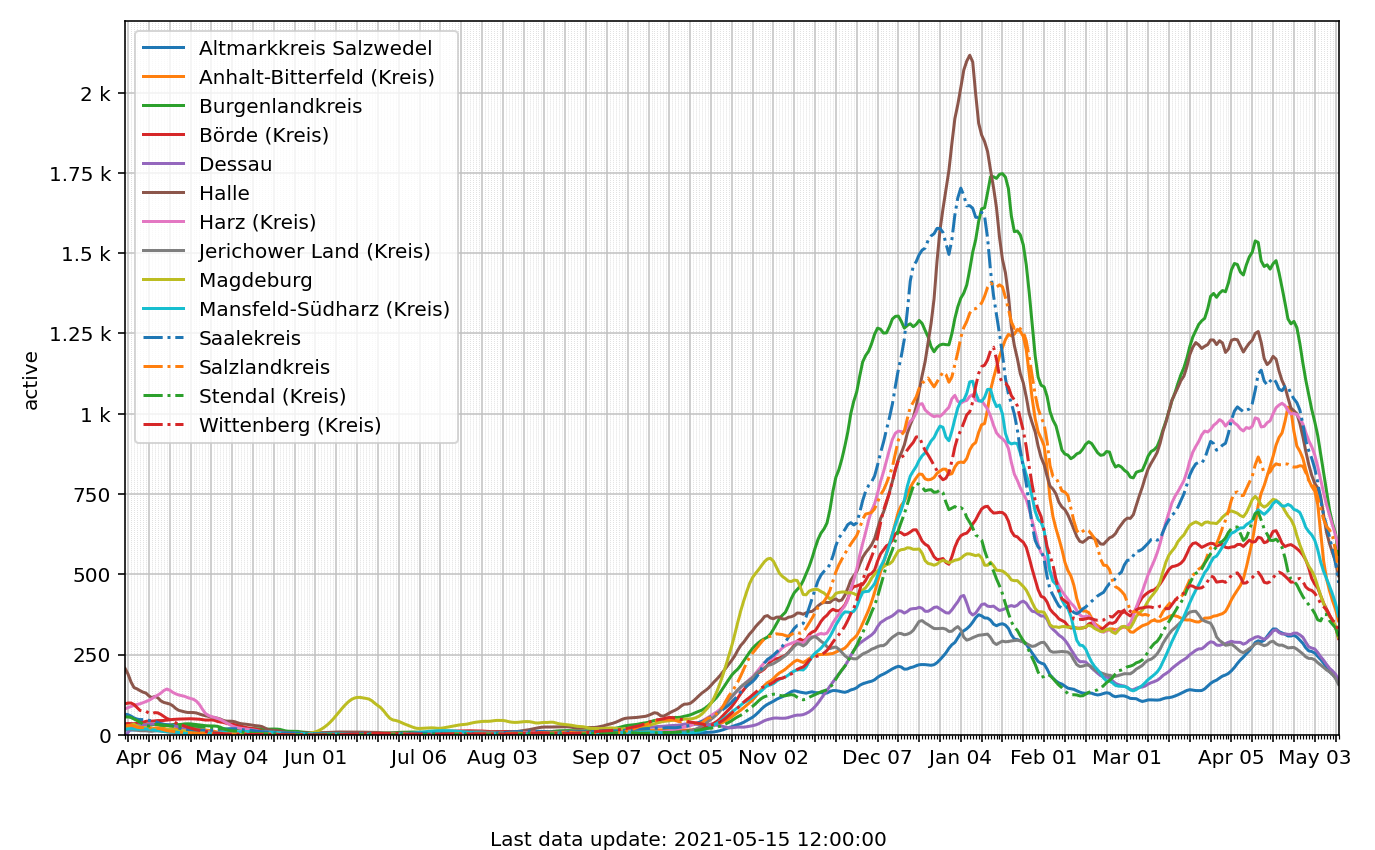 Altmarkkreis Salzwedel
Anhalt-Bitterfeld (Kreis)
Burgenlandkreis
Börde (Kreis)
Dessau
Halle
Harz (Kreis)
Jerichower Land (Kreis)
Magdeburg
Mansfeld-Südharz (Kreis)
Saalekreis
Salzlandkreis
Stendal (Kreis)
Wittenberg (Kreis)
2 k
1.75 k
1.5 k
1.25 k
1 k
750
500
250
0
active
Apr 06 May 04 Jun 01 Jul 06 Aug 03 Sep 07 Oct 05 Nov 02 Dec 07 Jan 04 Feb 01 Mar 01 Apr 05 May 03
Last data update: 2021-05-15 12:00:00